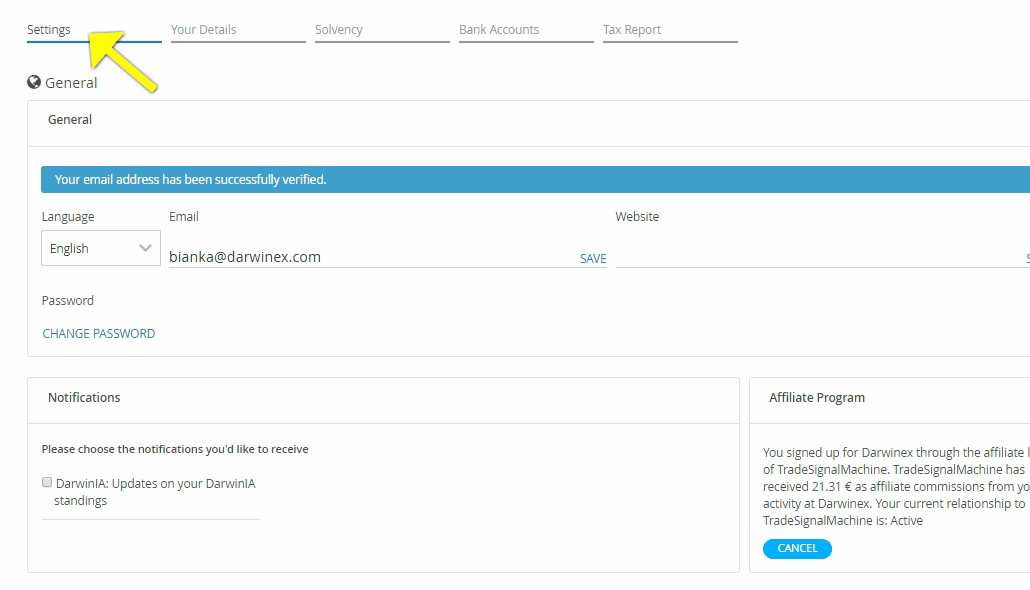 Settings
Your Details
Solvency
Bank Accounts
Tax Report
General
General
Your email address has been successfully verified.
Language
Email
Website
English
bianka@darwinex.com
SAVE
Password
CHANGE PASSWORD
Notifications
Please choose the notifications you'd like to receive
DarwinIA: Updates on your DarwinIA
standings
Affiliate Program
You signed up for Darwinex through the affiliate
of TradeSignalMachine. TradeSignalMachine has
received 21.31 € as affiliate commissions from
activity at Darwinex. Your current relationship to
TradeSignalMachine is: Active
CANCEL